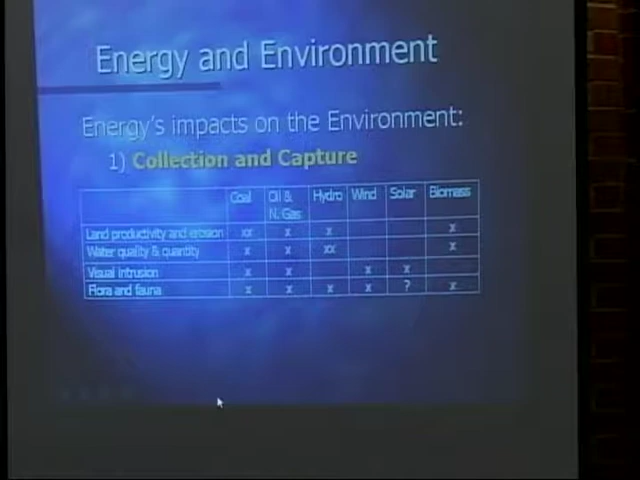 Energy and Environment
Energy's impacts on the Environment:
1) Collection and Capture
Coal Oil & N. Gas Hydro Wind Solar Biomass
Land productivity and erosion xx x x x
Water quality & quantity x x xx x
Visual intrusion x x x x
Flora and fauna x x x x ? x